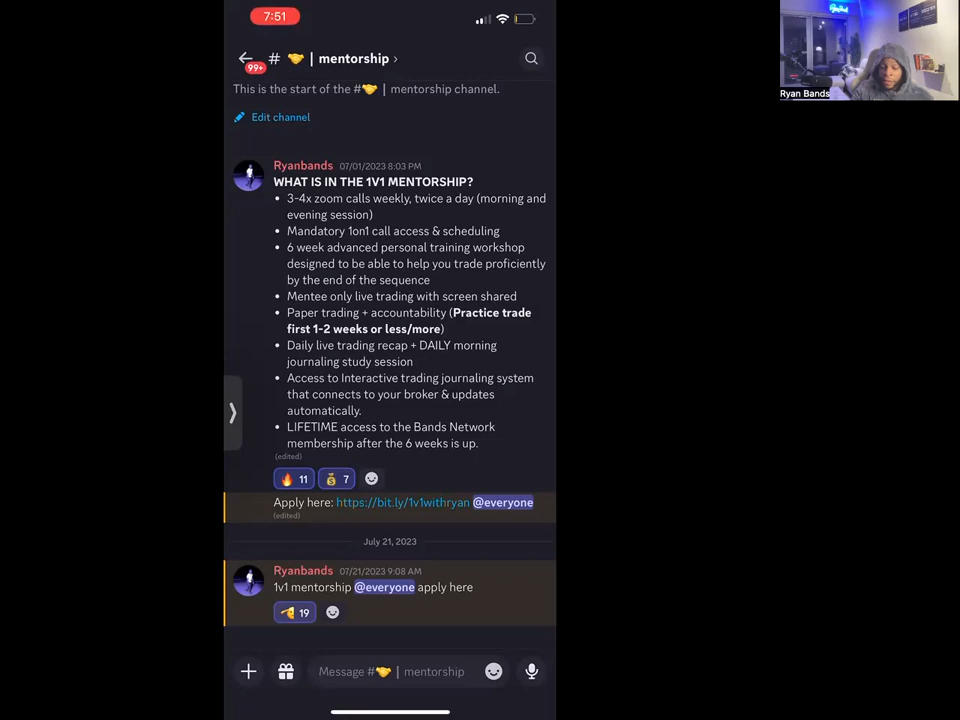 7:51
99+
# 🤝 | mentorship ›
This is the start of the #🤝 | mentorship channel.
Edit channel
Ryanbands 07/01/2023 8:03 PM
WHAT IS IN THE 1V1 MENTORSHIP?
• 3-4x zoom calls weekly, twice a day (morning and
evening session)
• Mandatory 1on1 call access & scheduling
• 6 week advanced personal training workshop
designed to be able to help you trade proficiently
by the end of the sequence
• Mentee only live trading with screen shared
• Paper trading + accountability (Practice trade
first 1-2 weeks or less/more)
• Daily live trading recap + DAILY morning
journaling study session
• Access to Interactive trading journaling system
that connects to your broker & updates
automatically.
• LIFETIME access to the Bands Network
membership after the 6 weeks is up.
(edited)
🔥 11 💰 7
Apply here: https://bit.ly/1v1withryan @everyone
(edited)
July 21, 2023
Ryanbands 07/21/2023 9:08 AM
1v1 mentorship @everyone apply here
🫡 19
Message #🤝 | mentorship
Ryan Bands